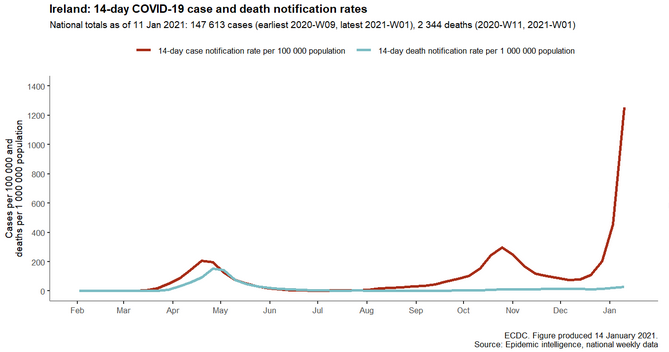 Ireland: 14-day COVID-19 case and death notification rates
National totals as of 11 Jan 2021: 147 613 cases (earliest 2020-W09, latest 2021-W01), 2 344 deaths (2020-W11, 2021-W01)
14-day case notification rate per 100 000 population
14-day death notification rate per 1 000 000 population
Cases per 100 000 and
deaths per 1 000 000 population
1400
1200
1000
800
600
400
200
0
Feb Mar Apr May Jun Jul Aug Sep Oct Nov Dec Jan
ECDC. Figure produced 14 January 2021.
Source: Epidemic intelligence, national weekly data